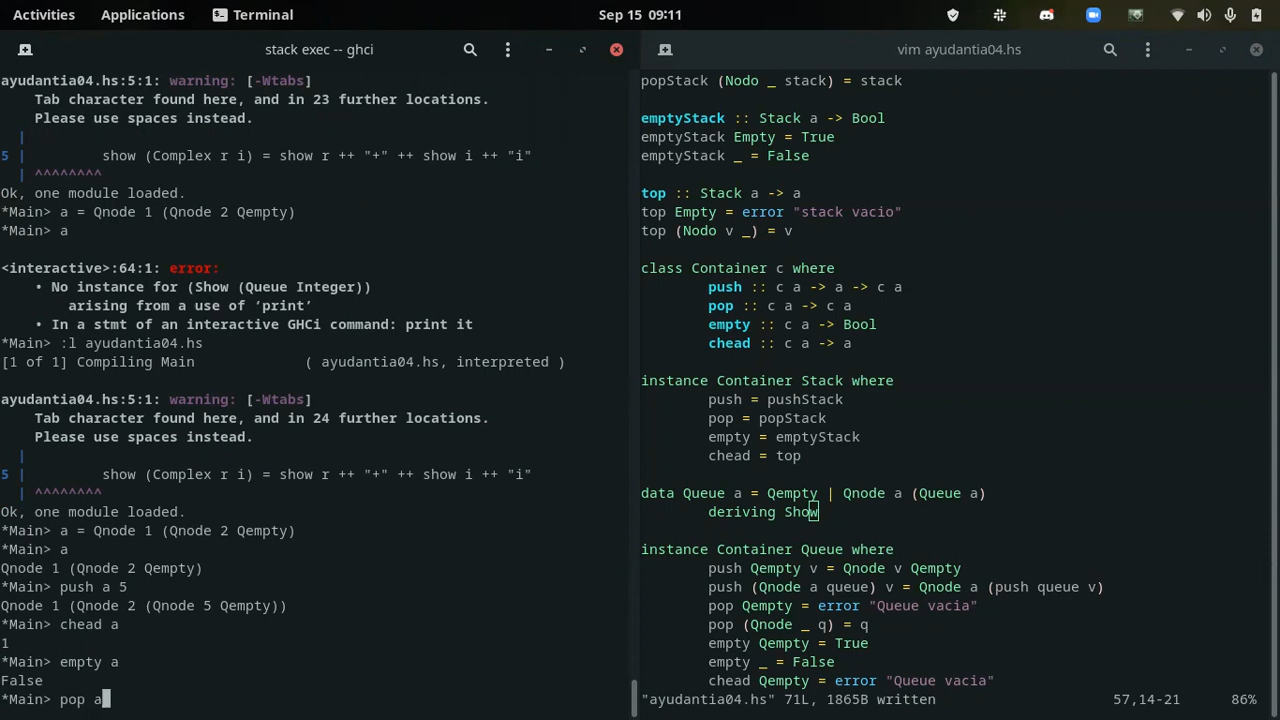 Activities Applications Terminal Sep 15 09:11
stack exec -- ghci
ayudantia04.hs:5:1: warning: [-Wtabs]
    Tab character found here, and in 23 further locations.
    Please use spaces instead.
  |
5 |         show (Complex r i) = show r ++ "+" ++ show i ++ "i"
  | ^^^^^^^^
Ok, one module loaded.
*Main> a = Qnode 1 (Qnode 2 Qempty)
*Main> a
<interactive>:64:1: error:
    • No instance for (Show (Queue Integer))
        arising from a use of ‘print’
    • In a stmt of an interactive GHCi command: print it
*Main> :l ayudantia04.hs
[1 of 1] Compiling Main             ( ayudantia04.hs, interpreted )
ayudantia04.hs:5:1: warning: [-Wtabs]
    Tab character found here, and in 24 further locations.
    Please use spaces instead.
  |
5 |         show (Complex r i) = show r ++ "+" ++ show i ++ "i"
  | ^^^^^^^^
Ok, one module loaded.
*Main> a = Qnode 1 (Qnode 2 Qempty)
*Main> a
Qnode 1 (Qnode 2 Qempty)
*Main> push a 5
Qnode 1 (Qnode 2 (Qnode 5 Qempty))
*Main> chead a
1
*Main> empty a
False
*Main> pop a
vim ayudantia04.hs
popStack (Nodo _ stack) = stack
emptyStack :: Stack a -> Bool
emptyStack Empty = True
emptyStack _ = False
top :: Stack a -> a
top Empty = error "stack vacio"
top (Nodo v _) = v
class Container c where
        push :: c a -> a -> c a
        pop :: c a -> c a
        empty :: c a -> Bool
        chead :: c a -> a
instance Container Stack where
        push = pushStack
        pop = popStack
        empty = emptyStack
        chead = top
data Queue a = Qempty | Qnode a (Queue a)
        deriving Show
instance Container Queue where
        push Qempty v = Qnode v Qempty
        push (Qnode a queue) v = Qnode a (push queue v)
        pop Qempty = error "Queue vacia"
        pop (Qnode _ q) = q
        empty Qempty = True
        empty _ = False
        chead Qempty = error "Queue vacia"
"ayudantia04.hs" 71L, 1865B written 57,14-21 86%